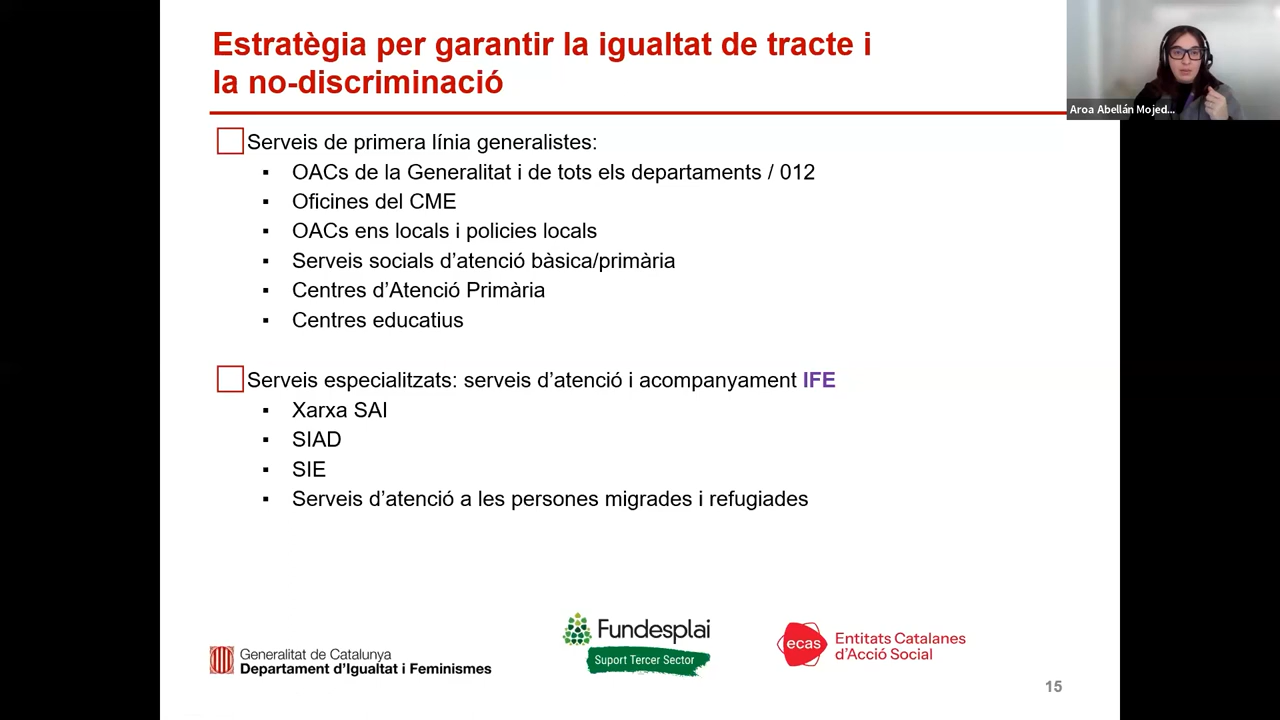 Estratègia per garantir la igualtat de tracte i
la no-discriminació
Aroa Abellán Mojed...
Serveis de primera línia generalistes:
▪ OACs de la Generalitat i de tots els departaments / 012
▪ Oficines del CME
▪ OACs ens locals i policies locals
▪ Serveis socials d’atenció bàsica/primària
▪ Centres d’Atenció Primària
▪ Centres educatius
Serveis especialitzats: serveis d’atenció i acompanyament IFE
▪ Xarxa SAI
▪ SIAD
▪ SIE
▪ Serveis d’atenció a les persones migrades i refugiades
Generalitat de Catalunya
Departament d’Igualtat i Feminismes
Fundesplai
Suport Tercer Sector
ecas
Entitats Catalanes
d’Acció Social
15